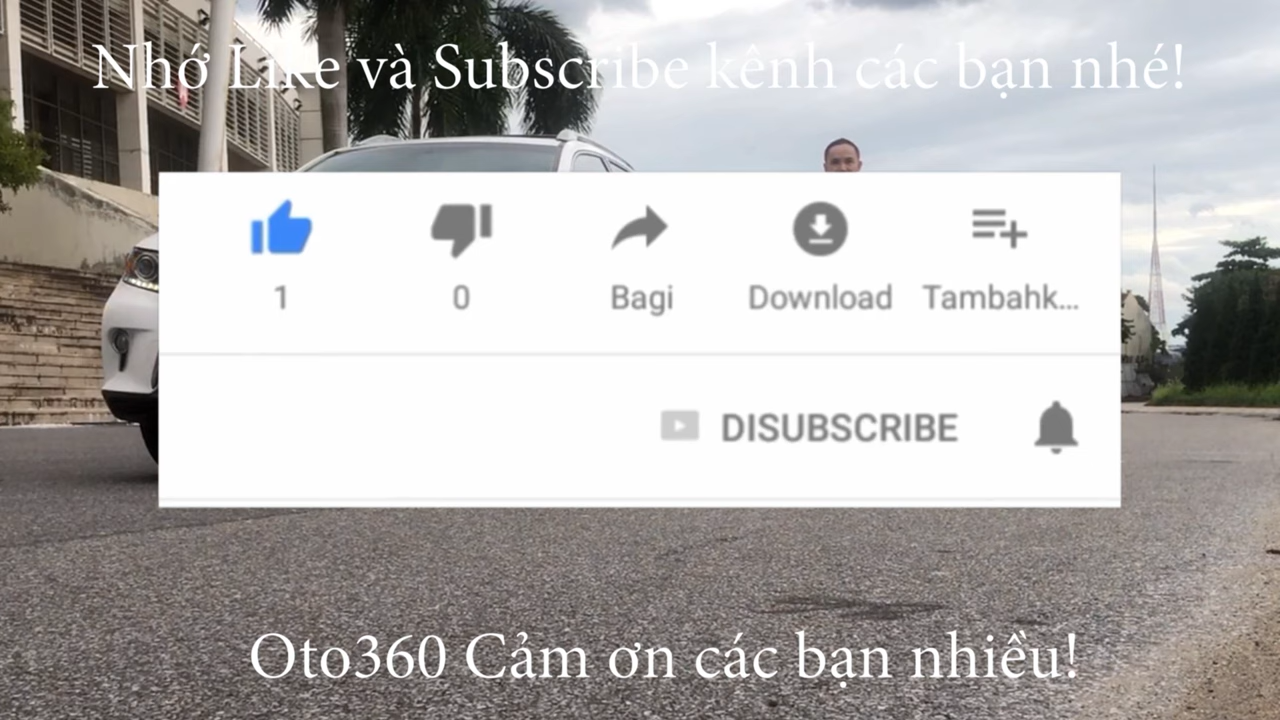 Nhớ Like và Subscribe kênh các bạn nhé!
1 0 Bagi Download Tambahk...
DISUBSCRIBE
Oto360 Cảm ơn các bạn nhiều!